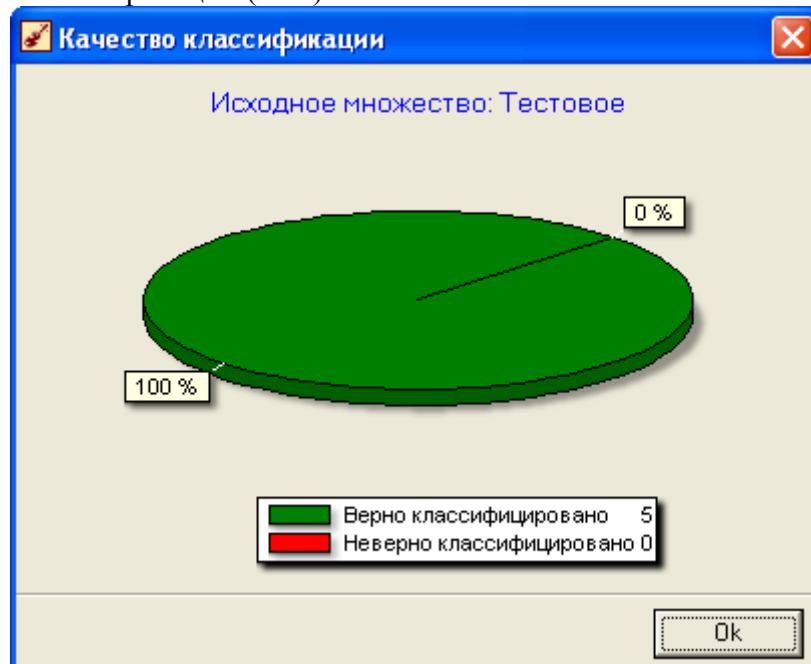 Качество классификации
Исходное множество: Тестовое
0 %
100 %
Верно классифицировано 5
Неверно классифицировано 0
Ok